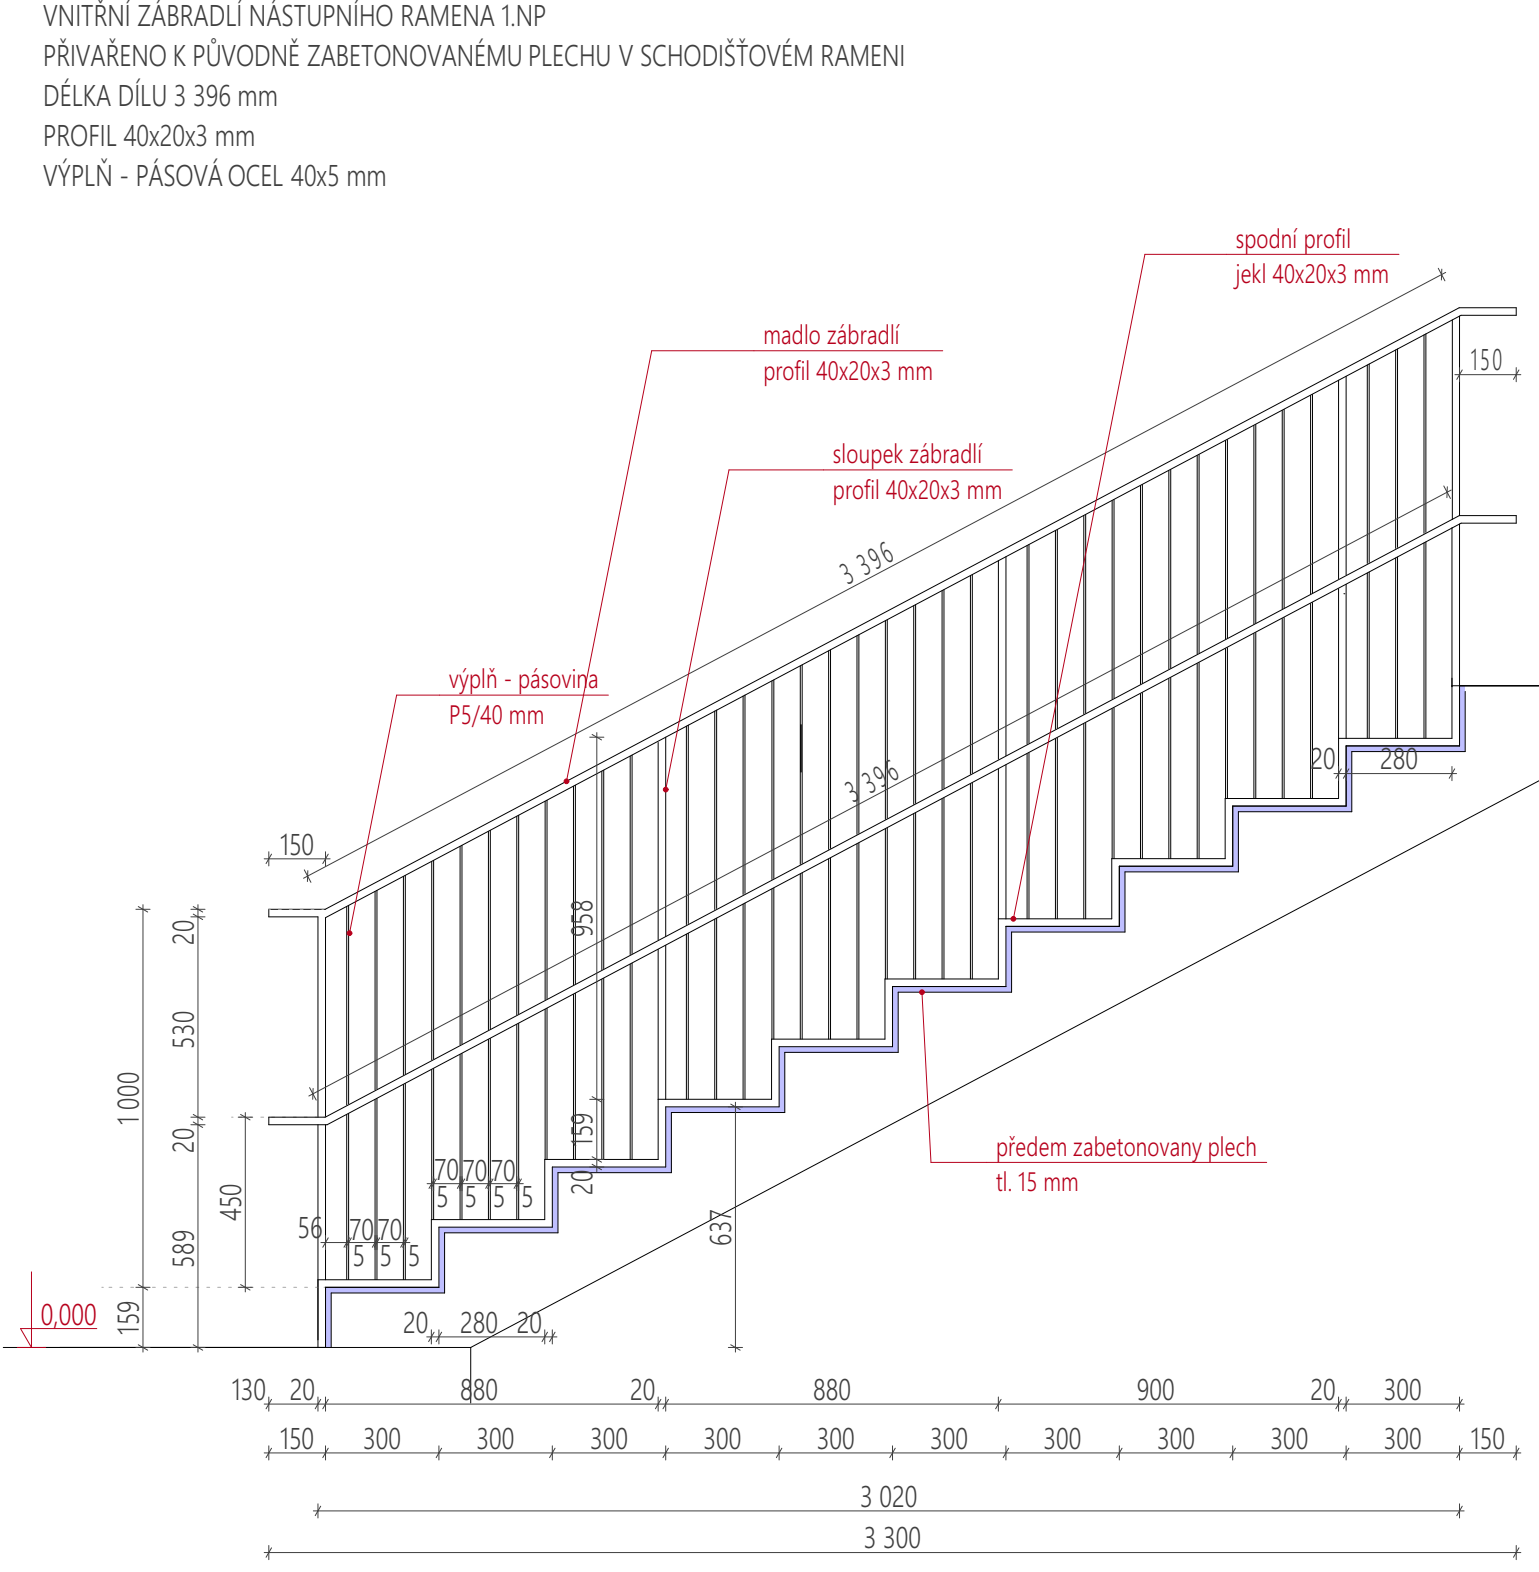 VNITŘNÍ ZÁBRADLÍ NÁSTUPNÍHO RAMENA 1.NP
PŘIVAŘENO K PŮVODNĚ ZABETONOVANÉMU PLECHU V SCHODIŠŤOVÉM RAMENI
DÉLKA DÍLU 3 396 mm
PROFIL 40x20x3 mm
VÝPLŇ - PÁSOVÁ OCEL 40x5 mm
spodní profil
jekl 40x20x3 mm
madlo zábradlí
profil 40x20x3 mm
150
sloupek zábradlí
profil 40x20x3 mm
3 396
výplň - pásovina
P5/40 mm
3 396
20 280
150
20
958
530
1 000
20
159
předem zabetonovany plech
tl. 15 mm
70 70 70
5 5 5
20
450
637
589
56 70 70
5 5 5
0,000
159
20 280 20
130 20 880 20 880 900 20 300
150 300 300 300 300 300 300 300 300 300 300 150
3 020
3 300